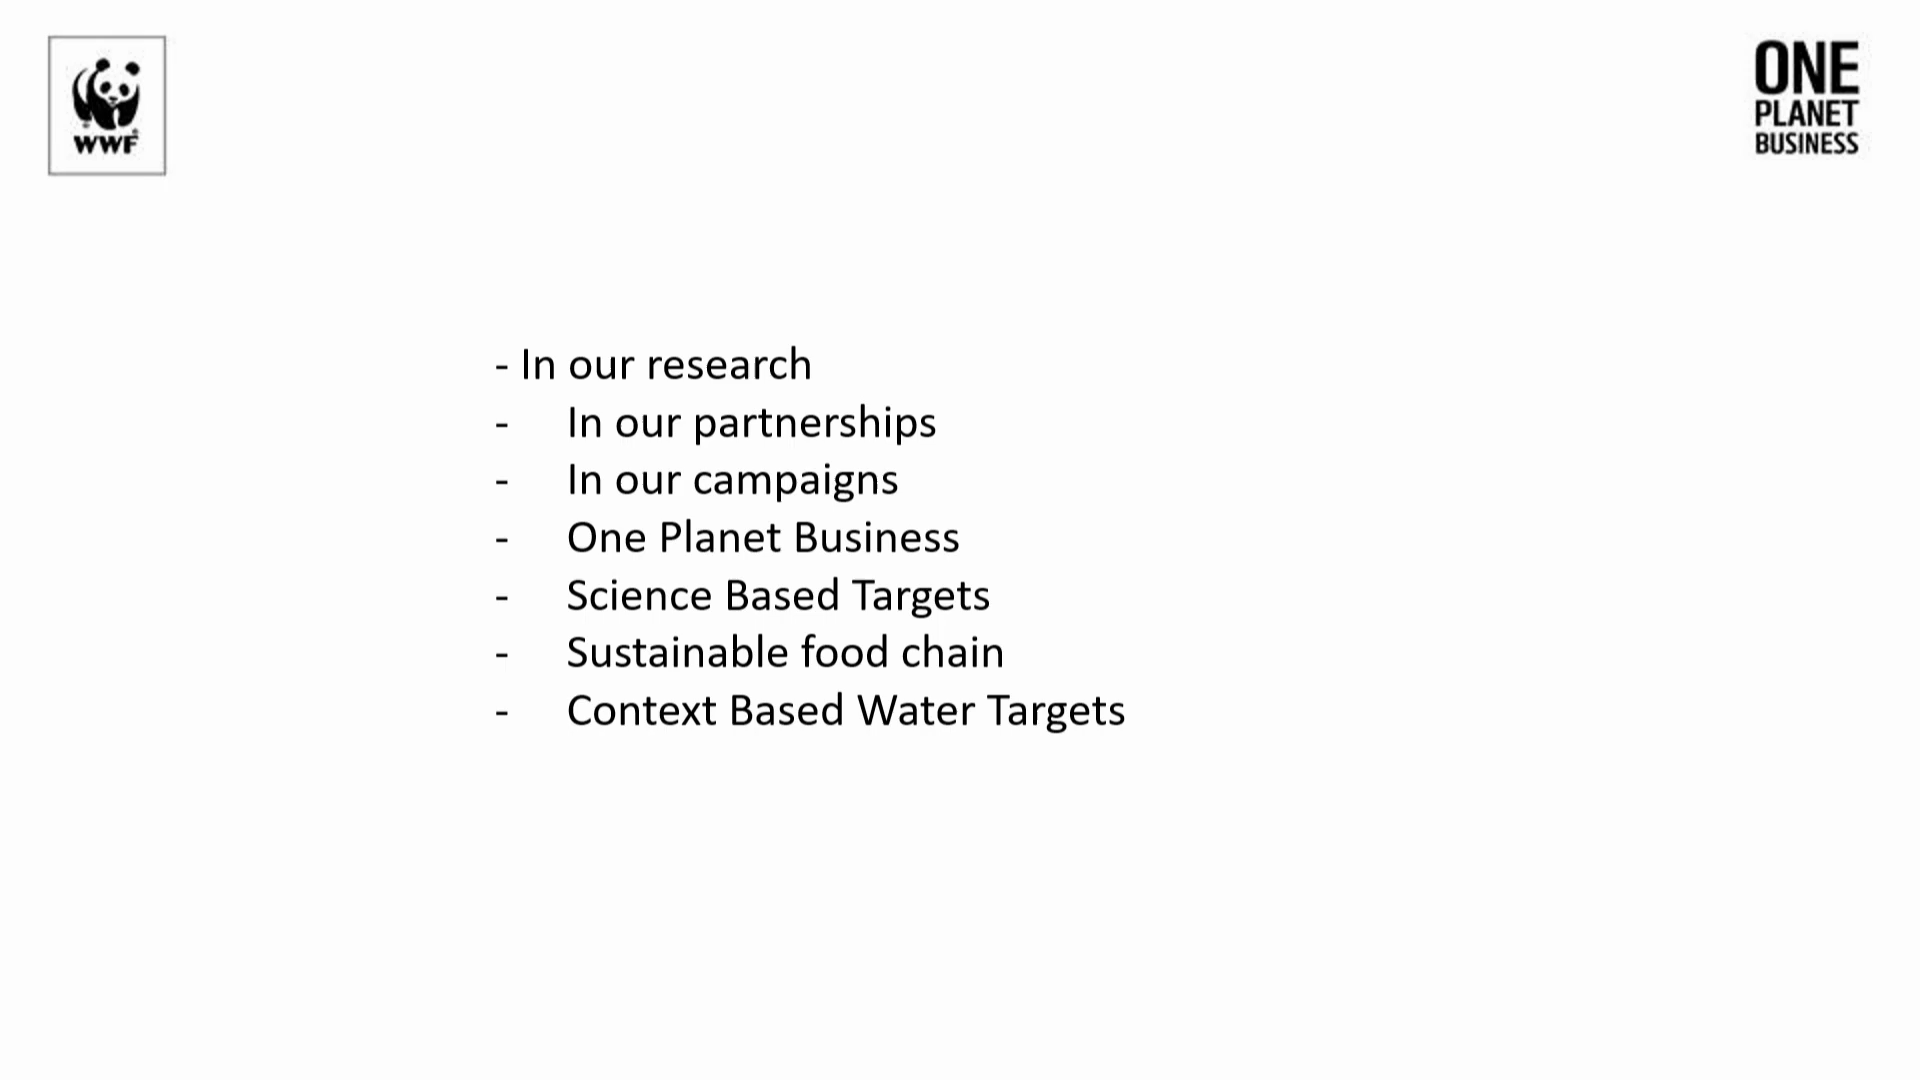 WWF
ONE
PLANET
BUSINESS
- In our research
- In our partnerships
- In our campaigns
- One Planet Business
- Science Based Targets
- Sustainable food chain
- Context Based Water Targets